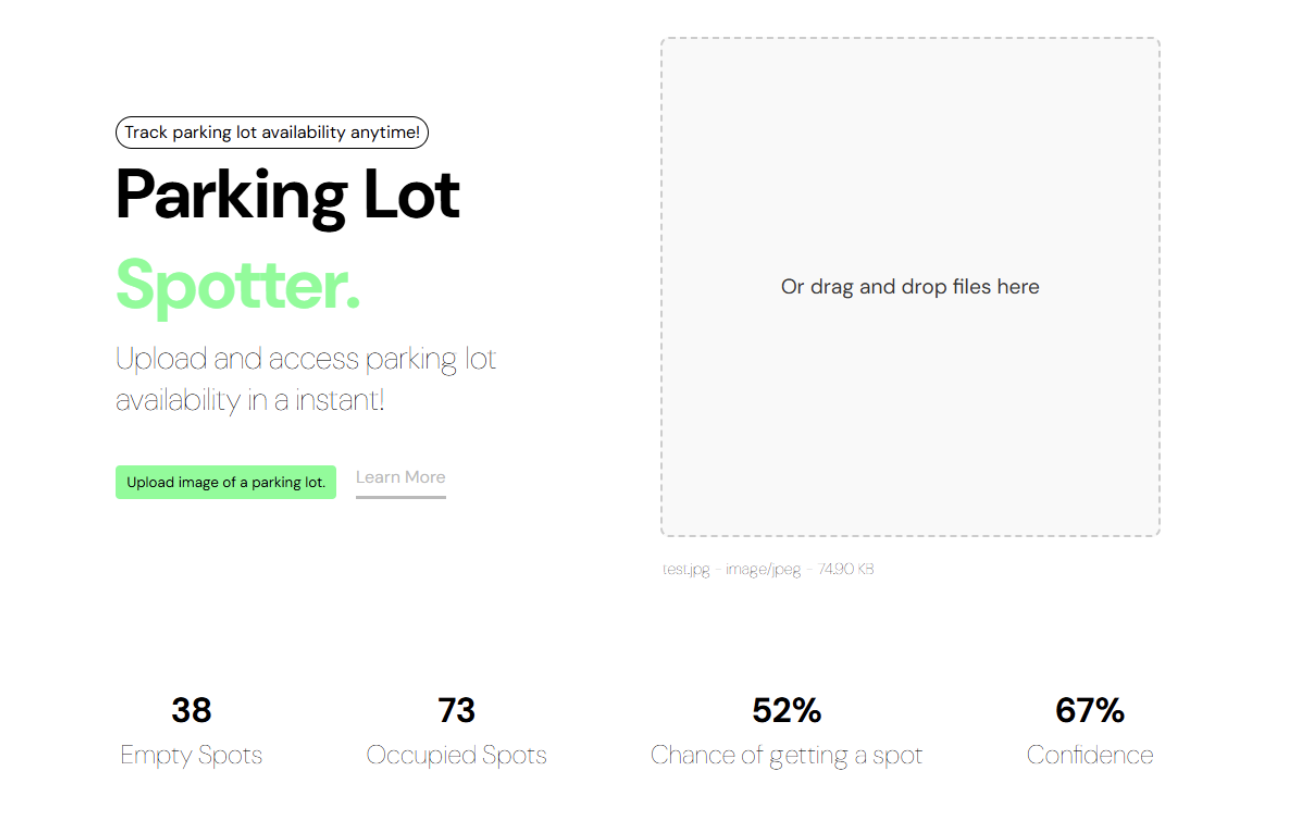 Track parking lot availability anytime!
Parking Lot
Spotter.
Upload and access parking lot
availability in a instant!
Upload image of a parking lot.
Learn More
Or drag and drop files here
test.jpg - image/jpeg - 74.90 KB
38
Empty Spots
73
Occupied Spots
52%
Chance of getting a spot
67%
Confidence